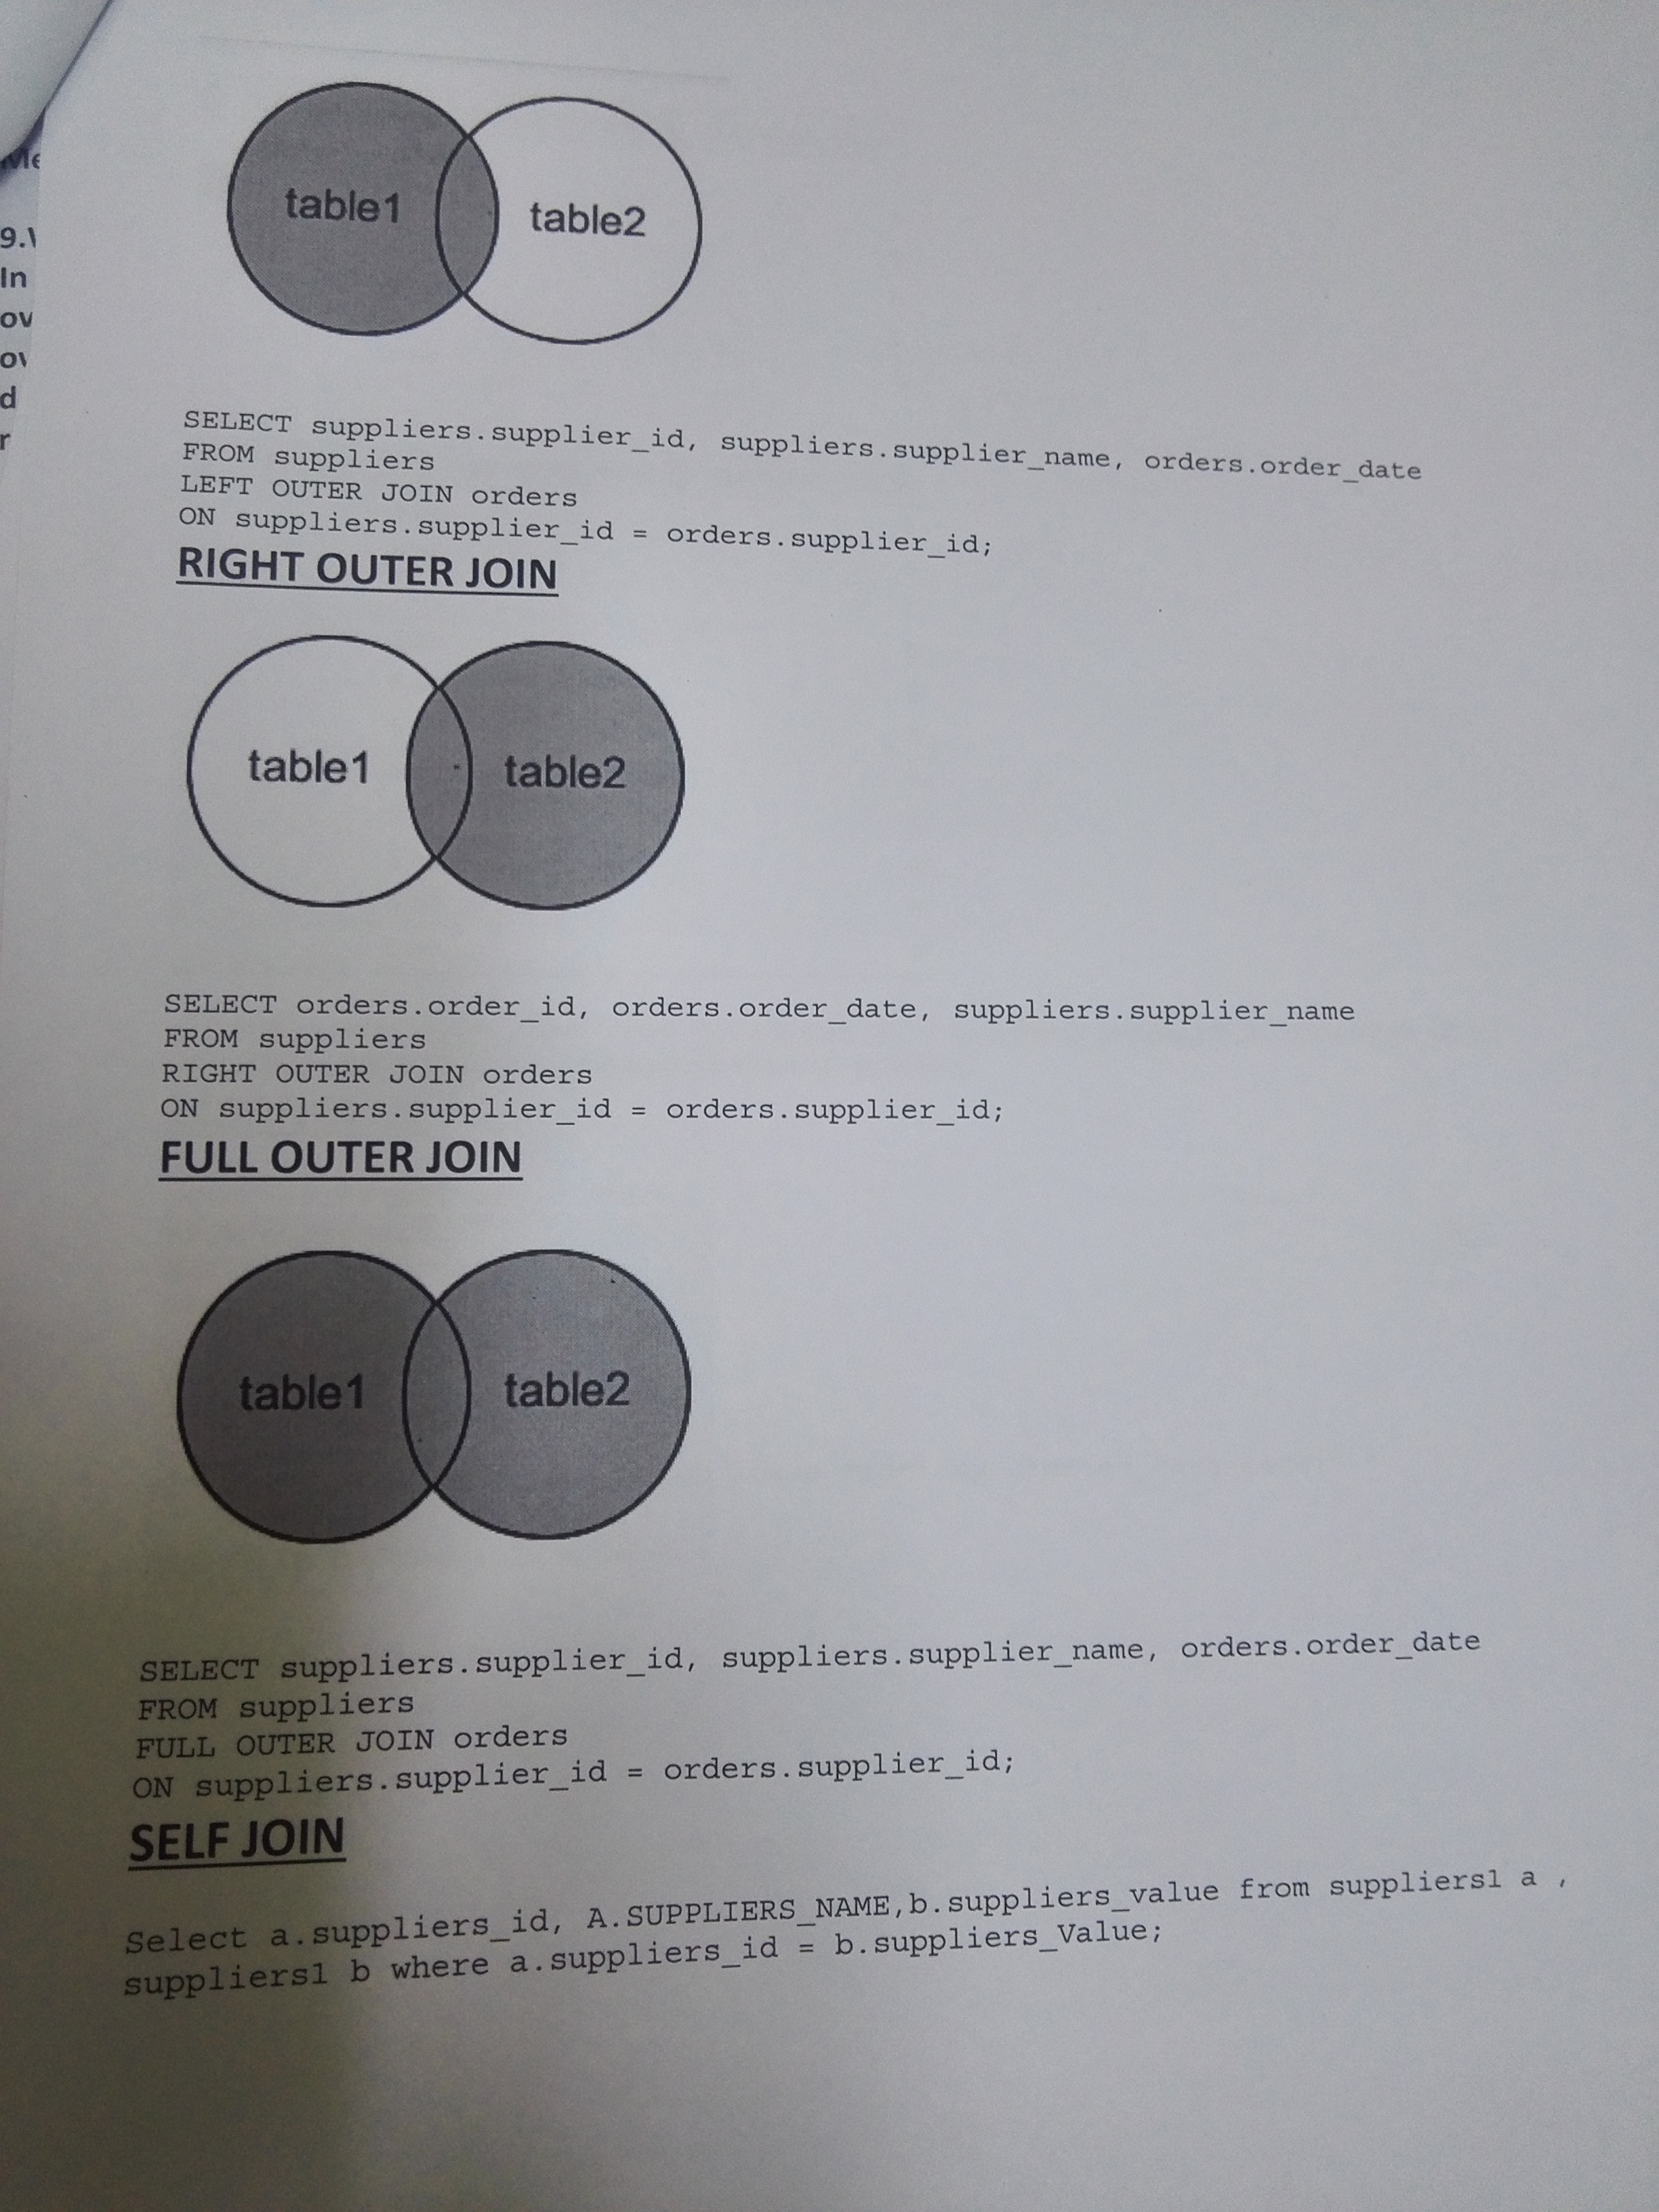 9.
In
ov
d
r
table1 table2
SELECT suppliers.supplier_id, suppliers.supplier_name, orders.order_date
FROM suppliers
LEFT OUTER JOIN orders
ON suppliers.supplier_id = orders.supplier_id;
RIGHT OUTER JOIN
table1 table2
SELECT orders.order_id, orders.order_date, suppliers.supplier_name
FROM suppliers
RIGHT OUTER JOIN orders
ON suppliers.supplier_id = orders.supplier_id;
FULL OUTER JOIN
table1 table2
SELECT suppliers.supplier_id, suppliers.supplier_name, orders.order_date
FROM suppliers
FULL OUTER JOIN orders
ON suppliers.supplier_id = orders.supplier_id;
SELF JOIN
Select a.suppliers_id, A.SUPPLIERS_NAME,b.suppliers_value from suppliers1 a ,
suppliers1 b where a.suppliers_id = b.suppliers_Value;